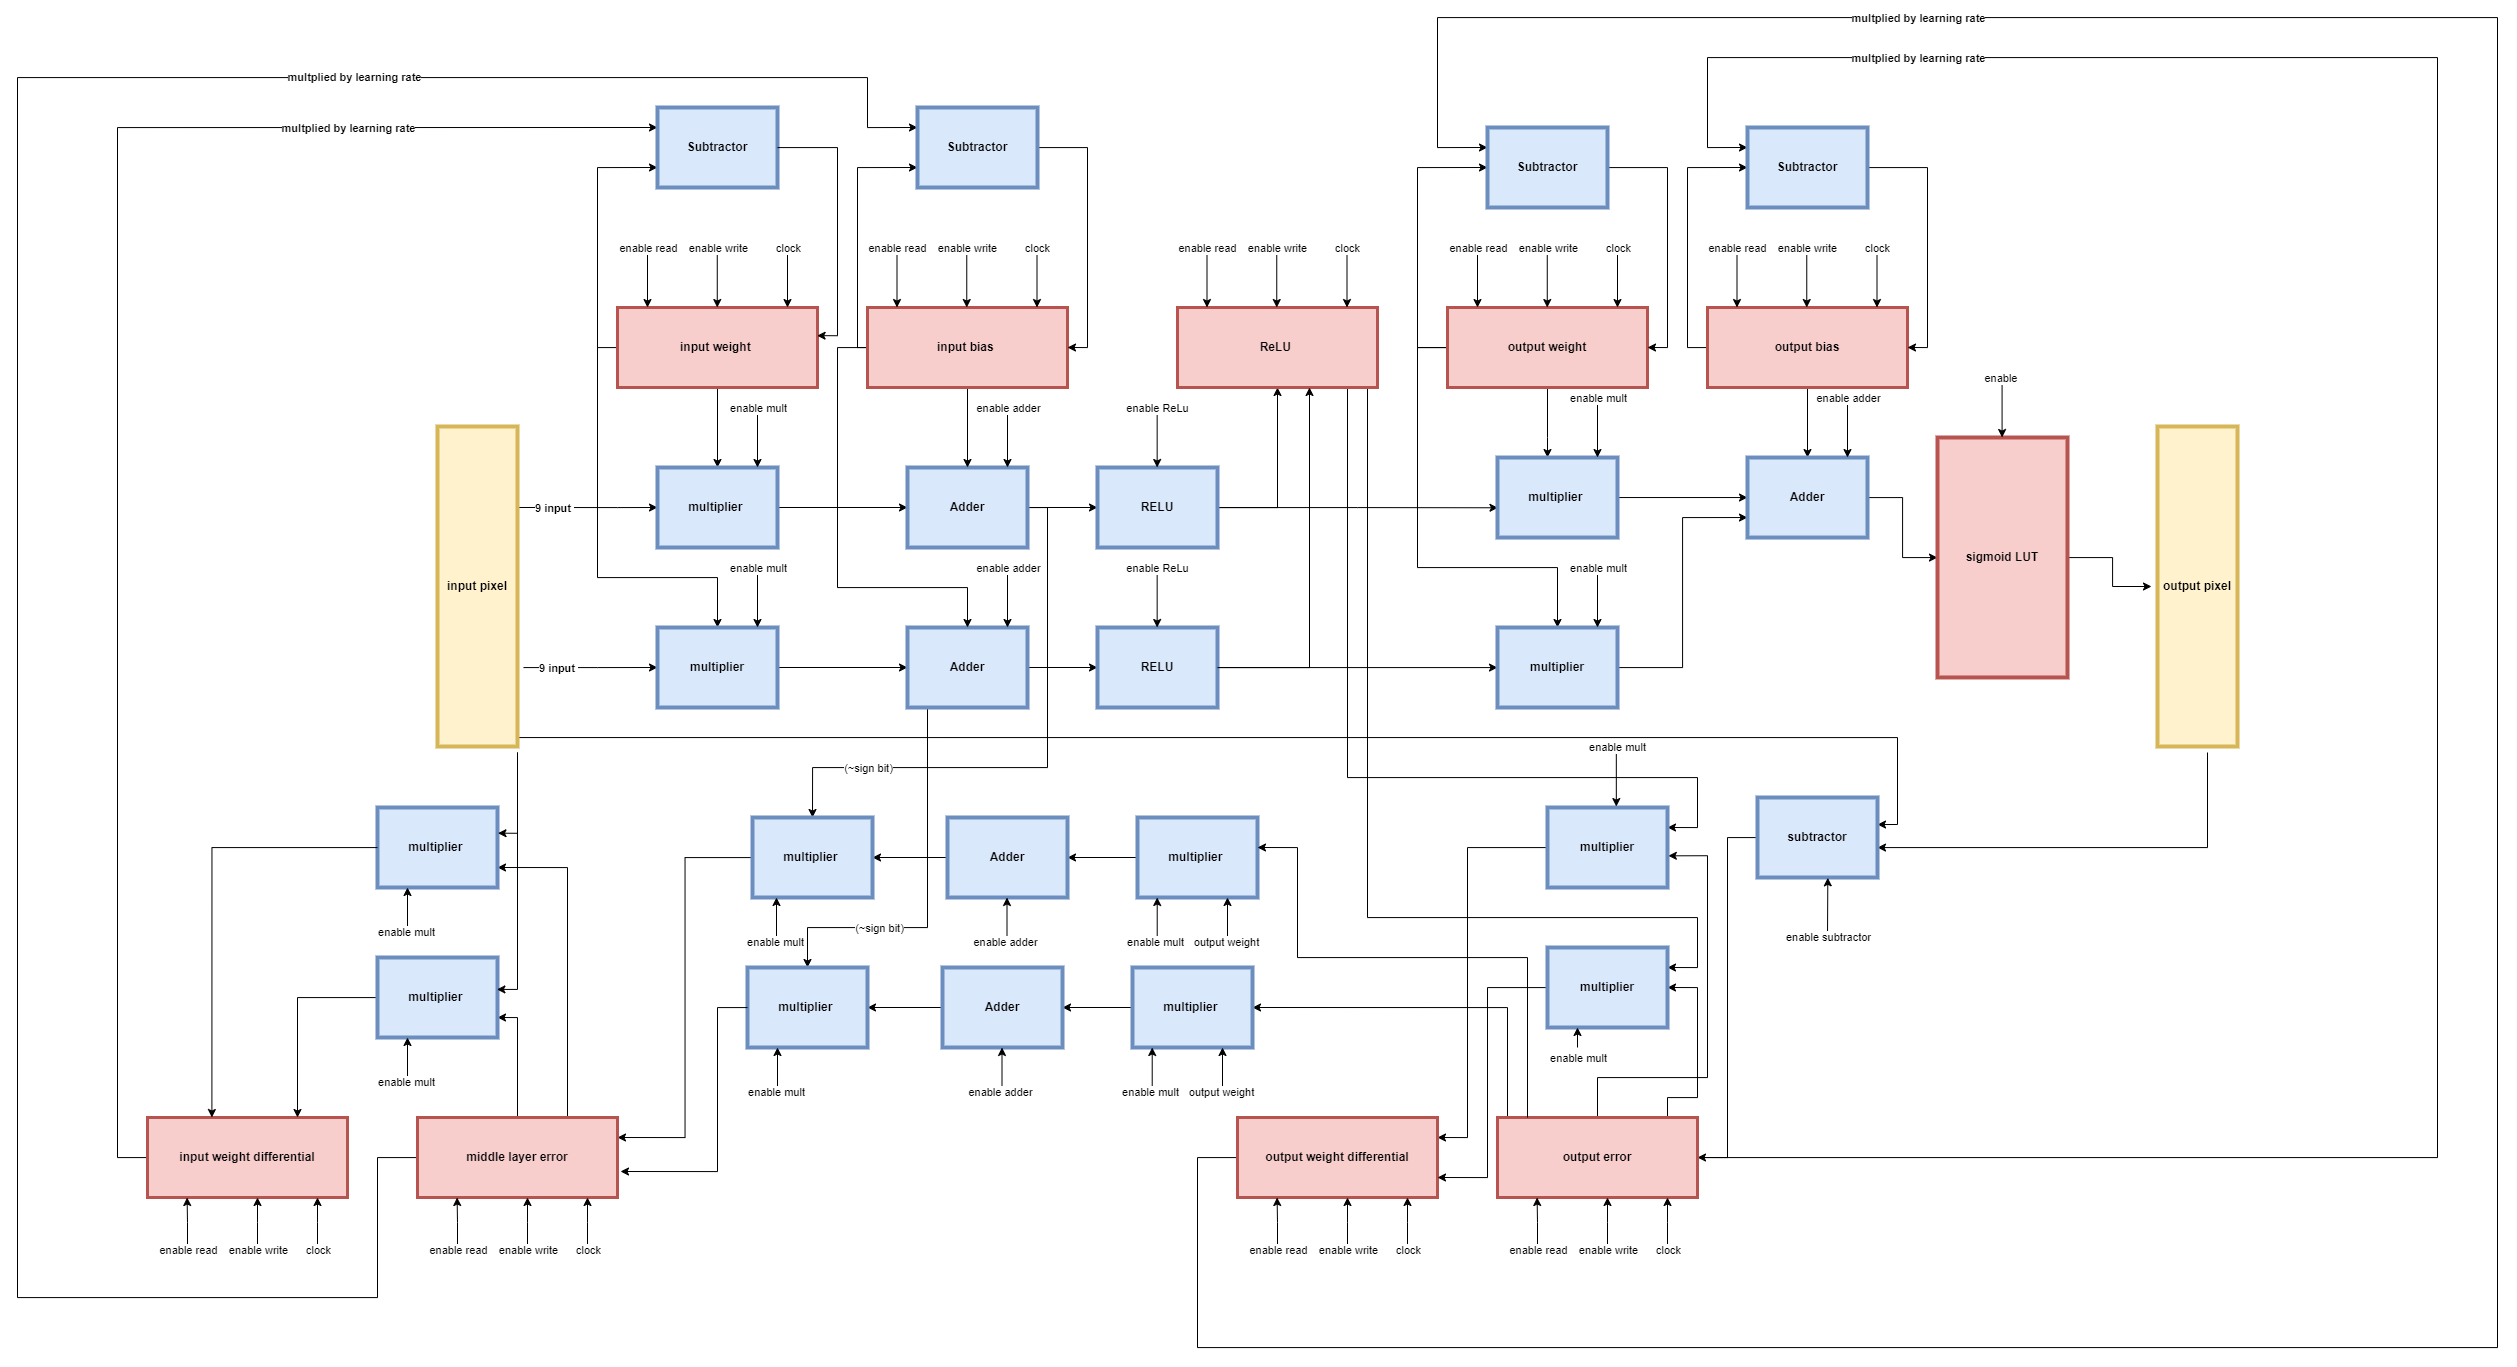 multplied by learning rate
multplied by learning rate
multplied by learning rate
multplied by learning rate
Subtractor
Subtractor
Subtractor
Subtractor
enable read
enable write
clock
enable read
enable write
clock
enable read
enable write
clock
enable read
enable write
clock
enable read
enable write
clock
input weight
input bias
ReLU
output weight
output bias
enable
enable mult
enable adder
enable ReLu
enable mult
enable adder
9 input
multiplier
Adder
RELU
multiplier
Adder
sigmoid LUT
input pixel
output pixel
enable mult
enable adder
enable ReLu
enable mult
9 input
multiplier
Adder
RELU
multiplier
enable mult
(~sign bit)
multiplier
multiplier
Adder
multiplier
multiplier
subtractor
enable mult
enable mult
enable adder
enable mult
output weight
enable subtractor
(~sign bit)
multiplier
multiplier
Adder
multiplier
multiplier
enable mult
enable mult
enable mult
enable adder
enable mult
output weight
input weight differential
middle layer error
output weight differential
output error
enable read
enable write
clock
enable read
enable write
clock
enable read
enable write
clock
enable read
enable write
clock